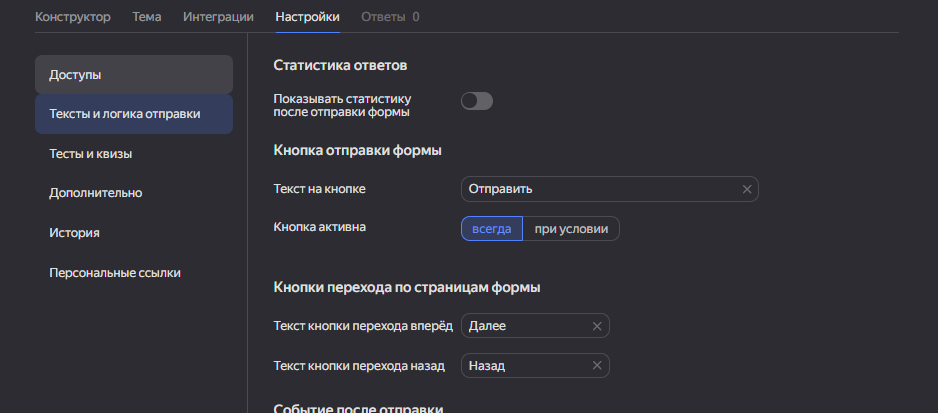 Конструктор Тема Интеграции Настройки Ответы 0
Доступы
Тексты и логика отправки
Тесты и квизы
Дополнительно
История
Персональные ссылки
Статистика ответов
Показывать статистику
после отправки формы
Кнопка отправки формы
Текст на кнопке Отправить
Кнопка активна всегда при условии
Кнопки перехода по страницам формы
Текст кнопки перехода вперёд Далее
Текст кнопки перехода назад Назад
Событие после отправки